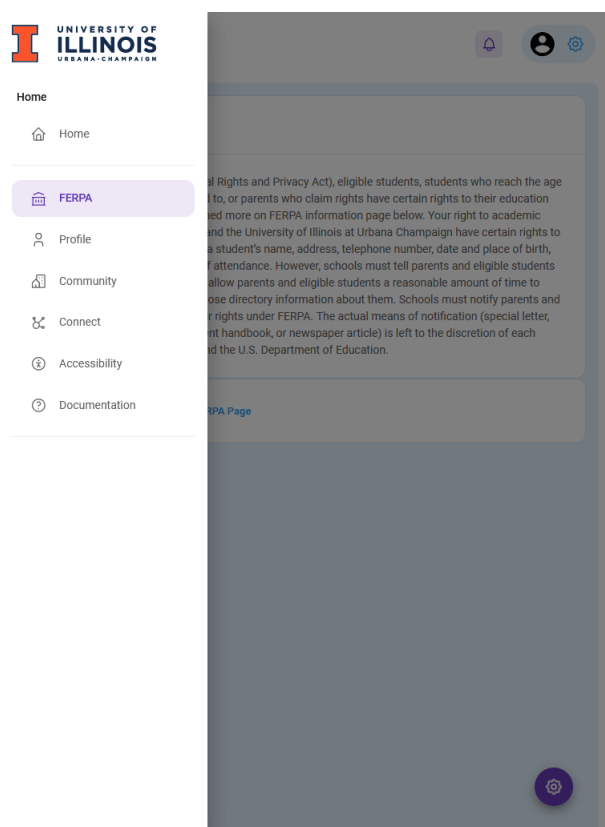 UNIVERSITY OF
ILLINOIS
URBANA-CHAMPAIGN
Home
Home
FERPA
Profile
Community
Connect
Accessibility
Documentation
al Rights and Privacy Act), eligible students, students who reach the age
to, or parents who claim rights have certain rights to their education
ned more on FERPA information page below. Your right to academic
and the University of Illinois at Urbana Champaign have certain rights to
a student's name, address, telephone number, date and place of birth,
f attendance. However, schools must tell parents and eligible students
allow parents and eligible students a reasonable amount of time to
ose directory information about them. Schools must notify parents and
r rights under FERPA. The actual means of notification (special letter,
nt handbook, or newspaper article) is left to the discretion of each
nd the U.S. Department of Education.
RPA Page